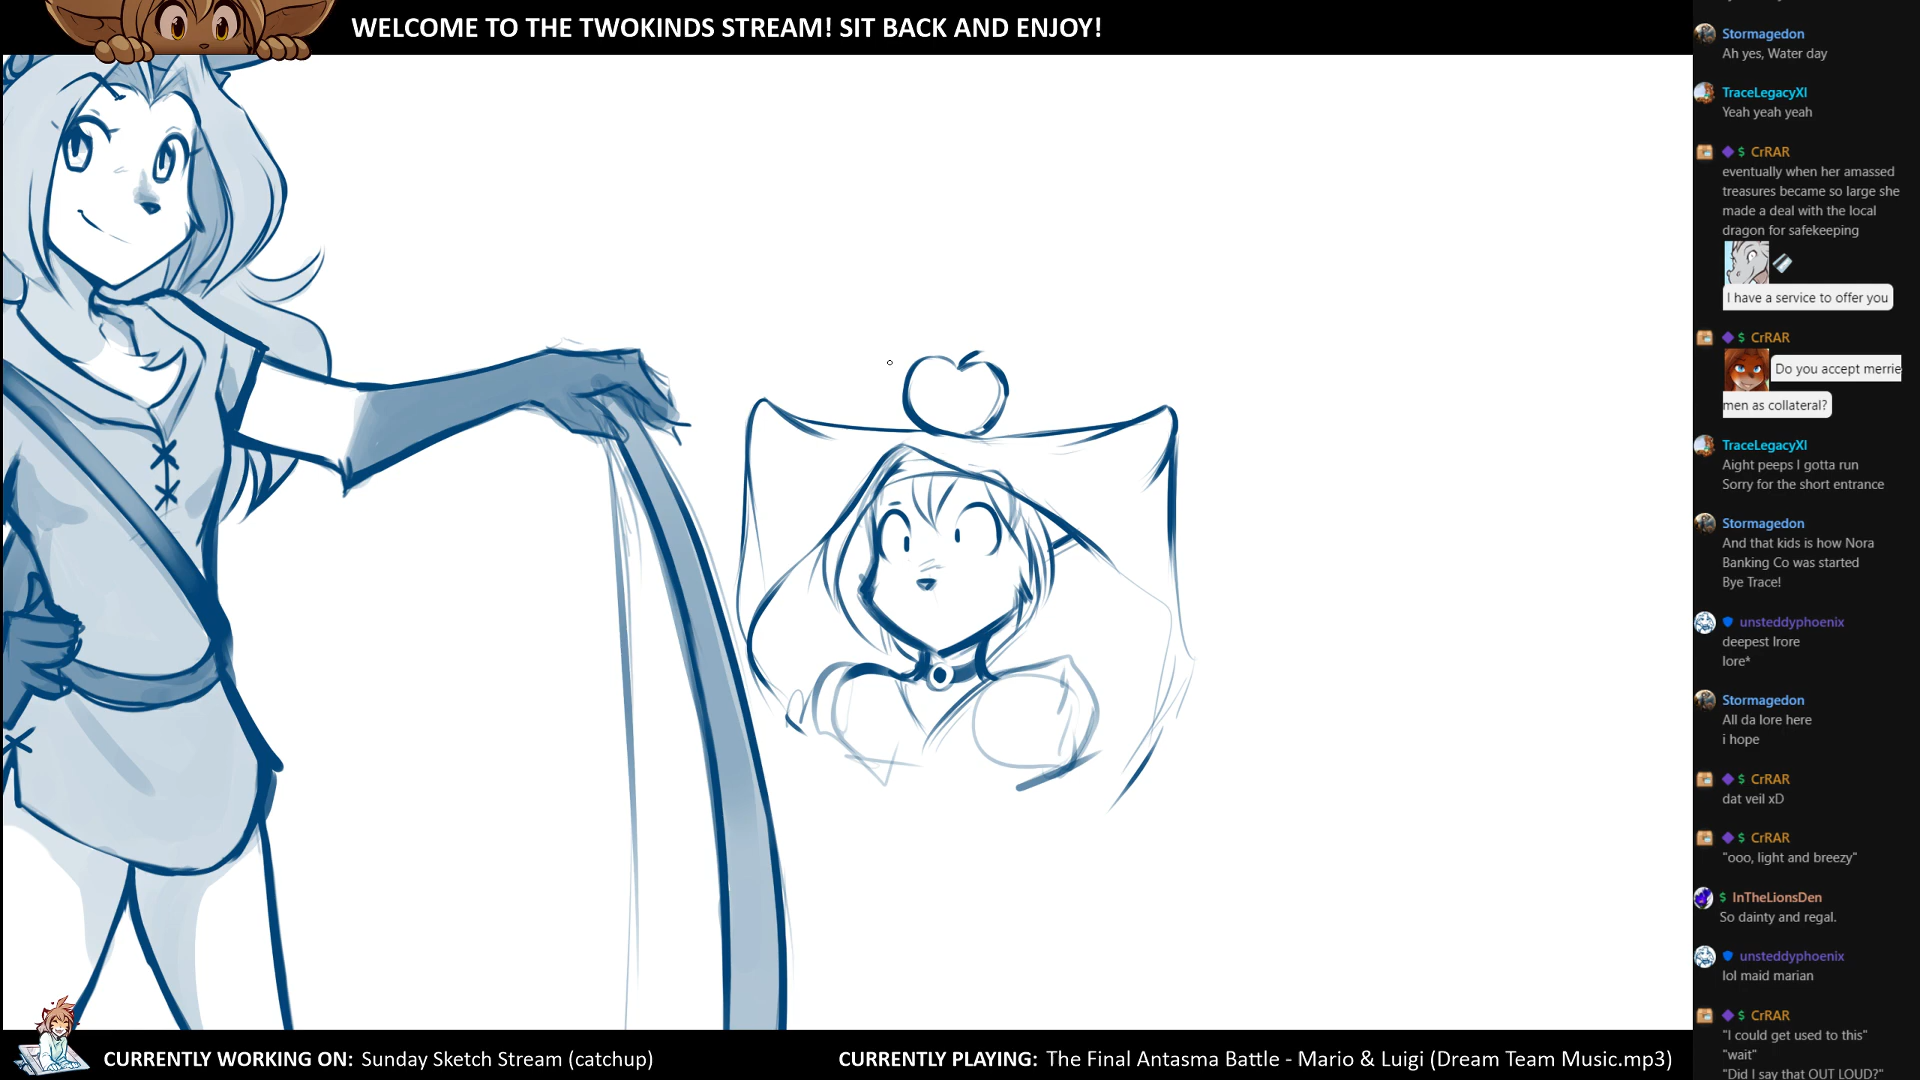 WELCOME TO THE TWOKINDS STREAM! SIT BACK AND ENJOY!
Stormagedon
Ah yes, Water day
TraceLegacyXI
Yeah yeah yeah
$ CrRAR
eventually when her amassed
treasures became so large she
made a deal with the local
dragon for safekeeping
I have a service to offer you
$ CrRAR
Do you accept merrie
men as collateral?
TraceLegacyXI
Aight peeps I gotta run
Sorry for the short entrance
Stormagedon
And that kids is how Nora
Banking Co was started
Bye Trace!
unsteddyphoenix
deepest lrore
lore*
Stormagedon
All da lore here
i hope
$ CrRAR
dat veil xD
$ CrRAR
"ooo, light and breezy"
$ InTheLionsDen
So dainty and regal.
unsteddyphoenix
lol maid marian
$ CrRAR
"I could get used to this"
"wait"
"Did I say that OUT LOUD?"
CURRENTLY WORKING ON: Sunday Sketch Stream (catchup)
CURRENTLY PLAYING: The Final Antasma Battle - Mario & Luigi (Dream Team Music.mp3)